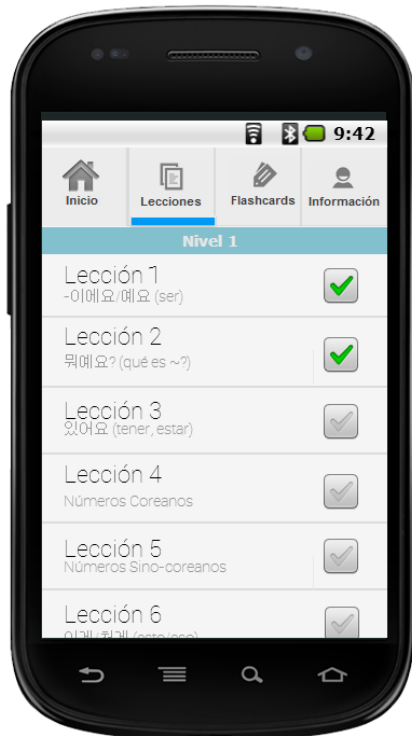 9:42
Inicio Lecciones Flashcards Información
Nivel 1
Lección 1
-이에요/예요 (ser)
Lección 2
뭐예요? (qué es ~?)
Lección 3
있어요 (tener, estar)
Lección 4
Números Coreanos
Lección 5
Números Sino-coreanos
Lección 6